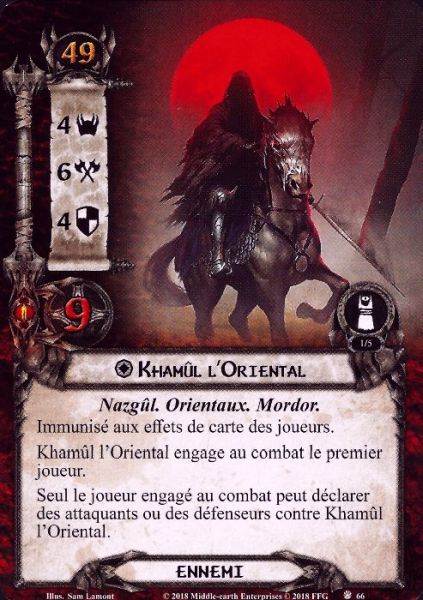 49
4
6
4
9
1/5
Khamûl l'Oriental
Nazgûl. Orientaux. Mordor.
Immunisé aux effets de carte des joueurs.
Khamûl l'Oriental engage au combat le premier
joueur.
Seul le joueur engagé au combat peut déclarer
des attaquants ou des défenseurs contre Khamûl
l'Oriental.
ENNEMI
Illus. Sam Lamont © 2018 Middle-earth Enterprises © 2018 FFG 66